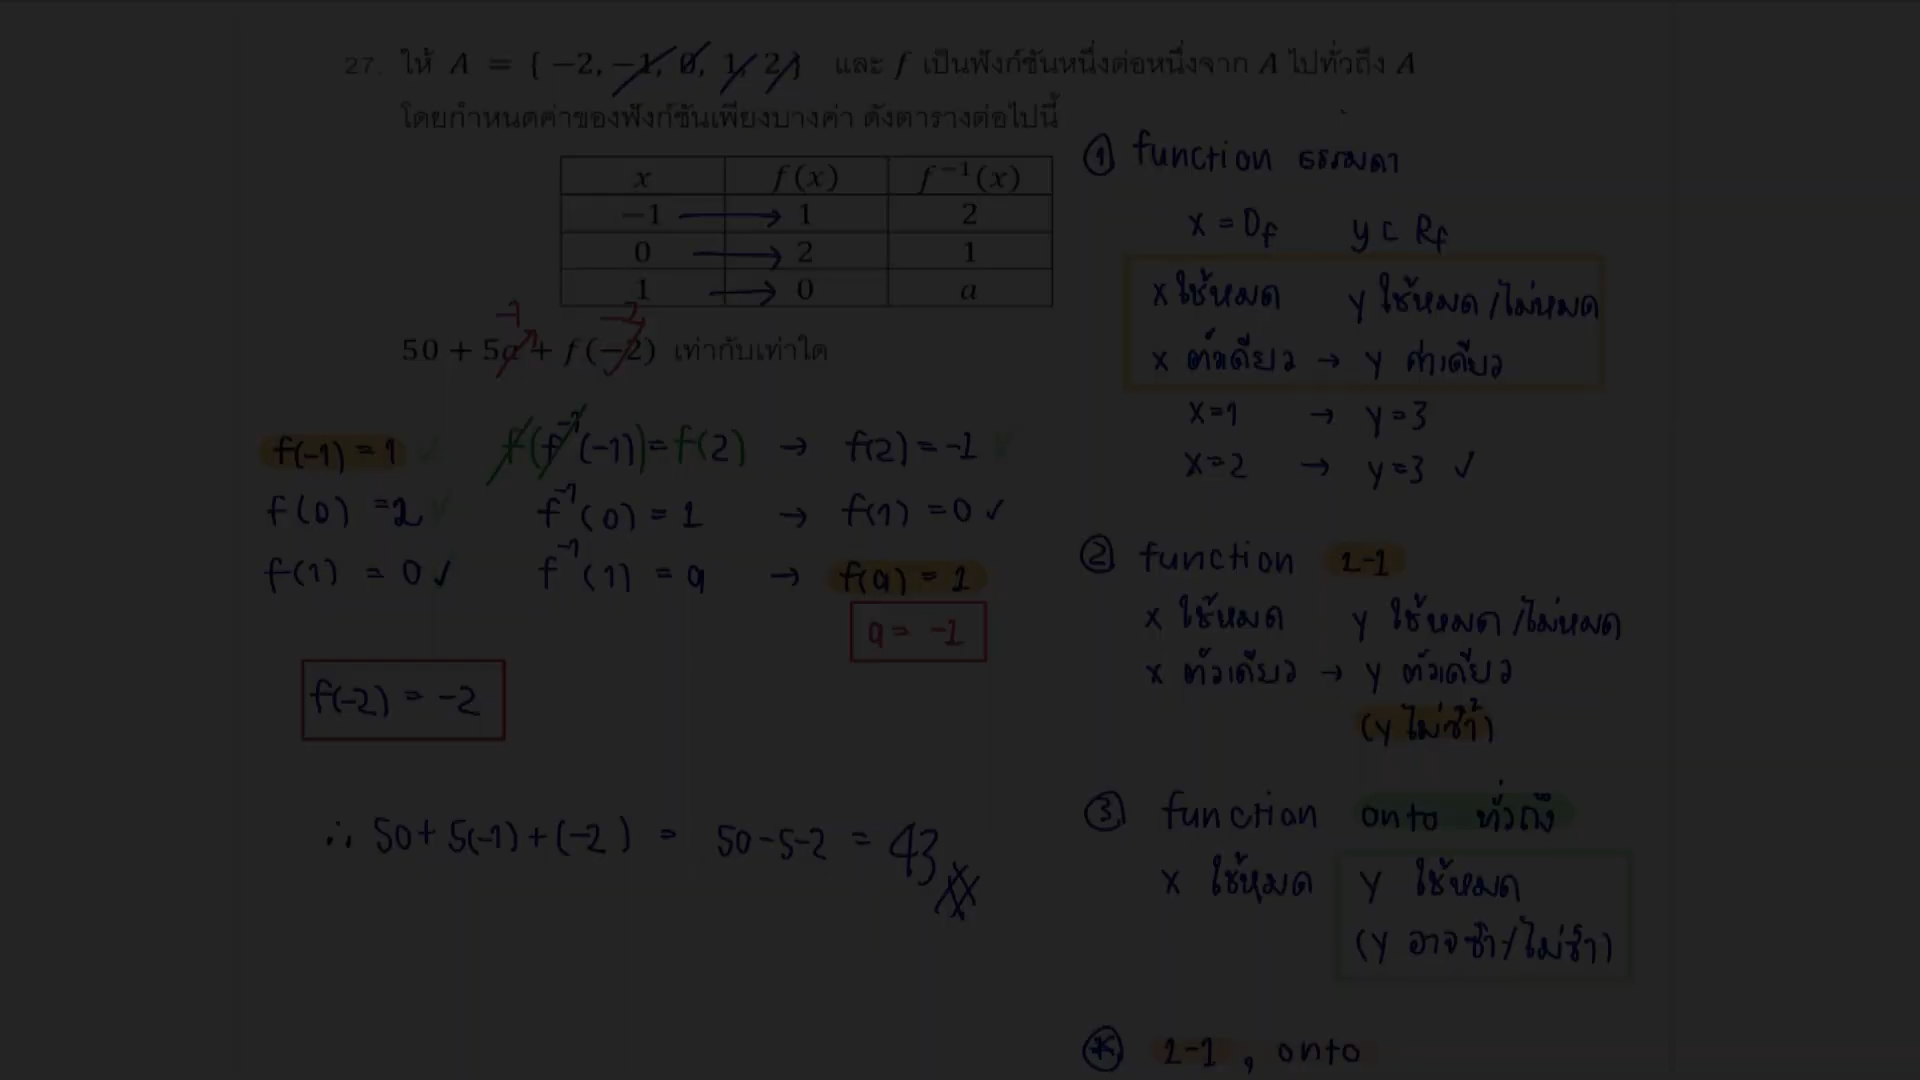 27. ให้ A = { −2, −1, 0, 1, 2 } และ f เป็นฟังก์ชันหนึ่งต่อหนึ่งจาก A ไปทั่วถึง A
โดยกำหนดค่าของฟังก์ชันเพียงบางค่า ดังตารางต่อไปนี้
x f(x) f⁻¹(x)
−1 → 1 2
0 → 2 1
1 → 0 a
-1 -2
50 + 5a + f(−2) เท่ากับเท่าใด
f(-1) = 1 f(f⁻¹(-1)) = f(2) → f(2) = -1
f(0) = 2 f⁻¹(0) = 1 → f(1) = 0 ✓
f(1) = 0 ✓ f⁻¹(1) = a → f(a) = 1
a = -1
f(-2) = -2
∴ 50 + 5(-1) + (-2) = 50 - 5 - 2 = 43
① function ธรรมดา
x = Df y ⊂ Rf
x ใช้หมด y ใช้หมด/ไม่หมด
x ตัวเดียว → y ค่าเดียว
x=1 → y=3
x=2 → y=3 ✓
② function 1-1
x ใช้หมด y ใช้หมด/ไม่หมด
x ตัวเดียว → y ตัวเดียว
(y ไม่ซ้ำ)
③ function onto ทั่วถึง
x ใช้หมด y ใช้หมด
(y อาจซ้ำ/ไม่ซ้ำ)
⊛ 1-1 , onto